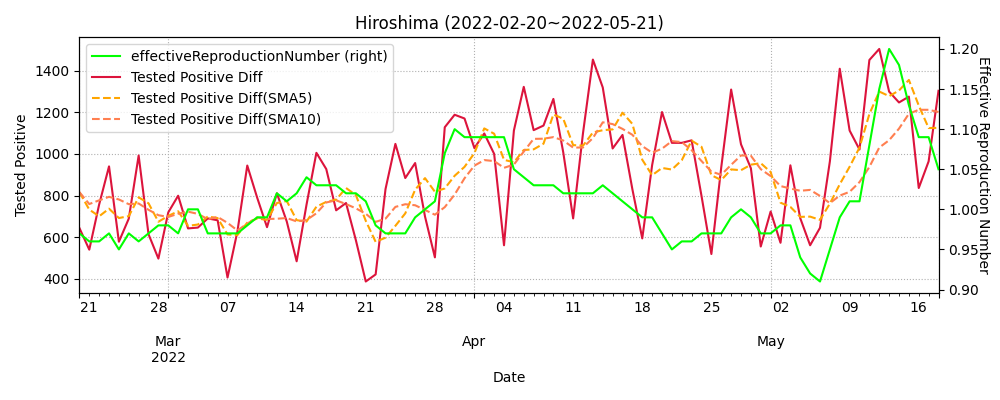 Hiroshima (2022-02-20~2022-05-21)
effectiveReproductionNumber (right)
Tested Positive Diff
Tested Positive Diff(SMA5)
Tested Positive Diff(SMA10)
Tested Positive
1400
1200
1000
800
600
400
1.20
1.15
1.10
1.05
1.00
0.95
0.90
Effective Reproduction Number
21 28 07 14 21 28 04 11 18 25 02 09 16
Mar Apr May
2022
Date